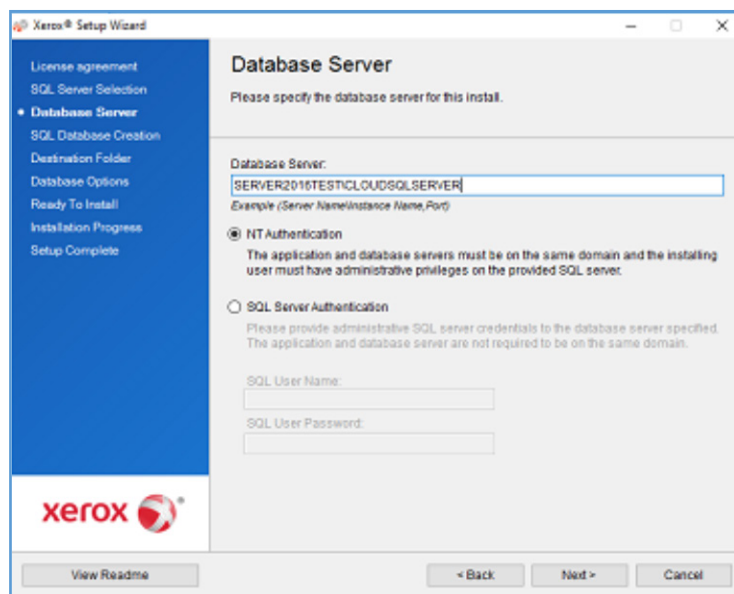 Xerox® Setup Wizard
License agreement
SQL Server Selection
Database Server
SQL Database Creation
Destination Folder
Database Options
Ready To Install
Installation Progress
Setup Complete
Database Server
Please specify the database server for this install.
Database Server:
SERVER2016TEST\CLOUDSQLSERVER
Example (Server Name\Instance Name,Port)
NT Authentication
The application and database servers must be on the same domain and the installing
user must have administrative privileges on the provided SQL server.
SQL Server Authentication
Please provide administrative SQL server credentials to the database server specified.
The application and database server are not required to be on the same domain.
SQL User Name:
SQL User Password:
xerox ®
View Readme
< Back
Next >
Cancel